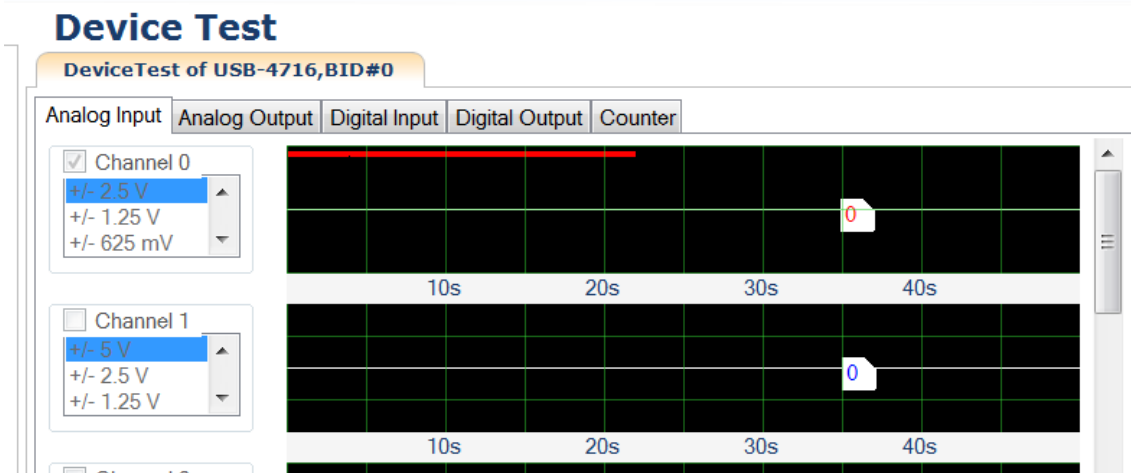 Device Test
DeviceTest of USB-4716,BID#0
Analog Input Analog Output Digital Input Digital Output Counter
Channel 0
+/- 2.5 V
+/- 1.25 V
+/- 625 mV
0
10s 20s 30s 40s
Channel 1
+/- 5 V
+/- 2.5 V
+/- 1.25 V
0
10s 20s 30s 40s